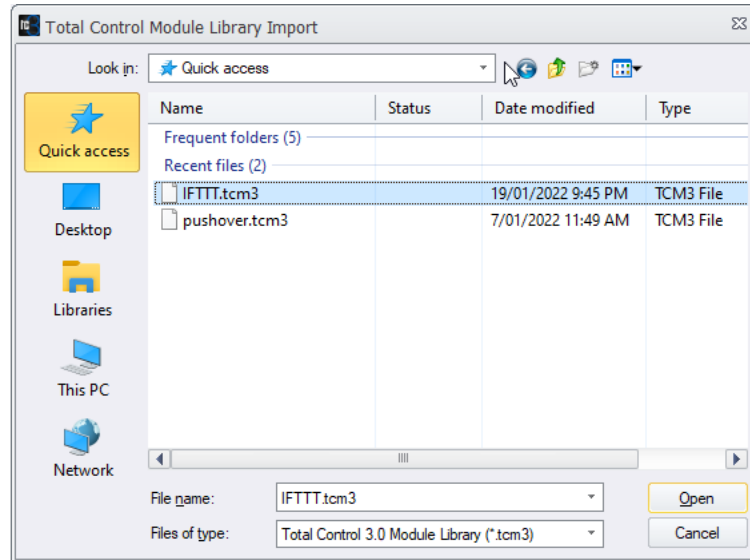 Total Control Module Library Import
Look in: Quick access
Name Status Date modified Type
Frequent folders (5)
Recent files (2)
IFTTT.tcm3 19/01/2022 9:45 PM TCM3 File
pushover.tcm3 7/01/2022 11:49 AM TCM3 File
Quick access
Desktop
Libraries
This PC
Network
File name: IFTTT.tcm3 Open
Files of type: Total Control 3.0 Module Library (*.tcm3) Cancel